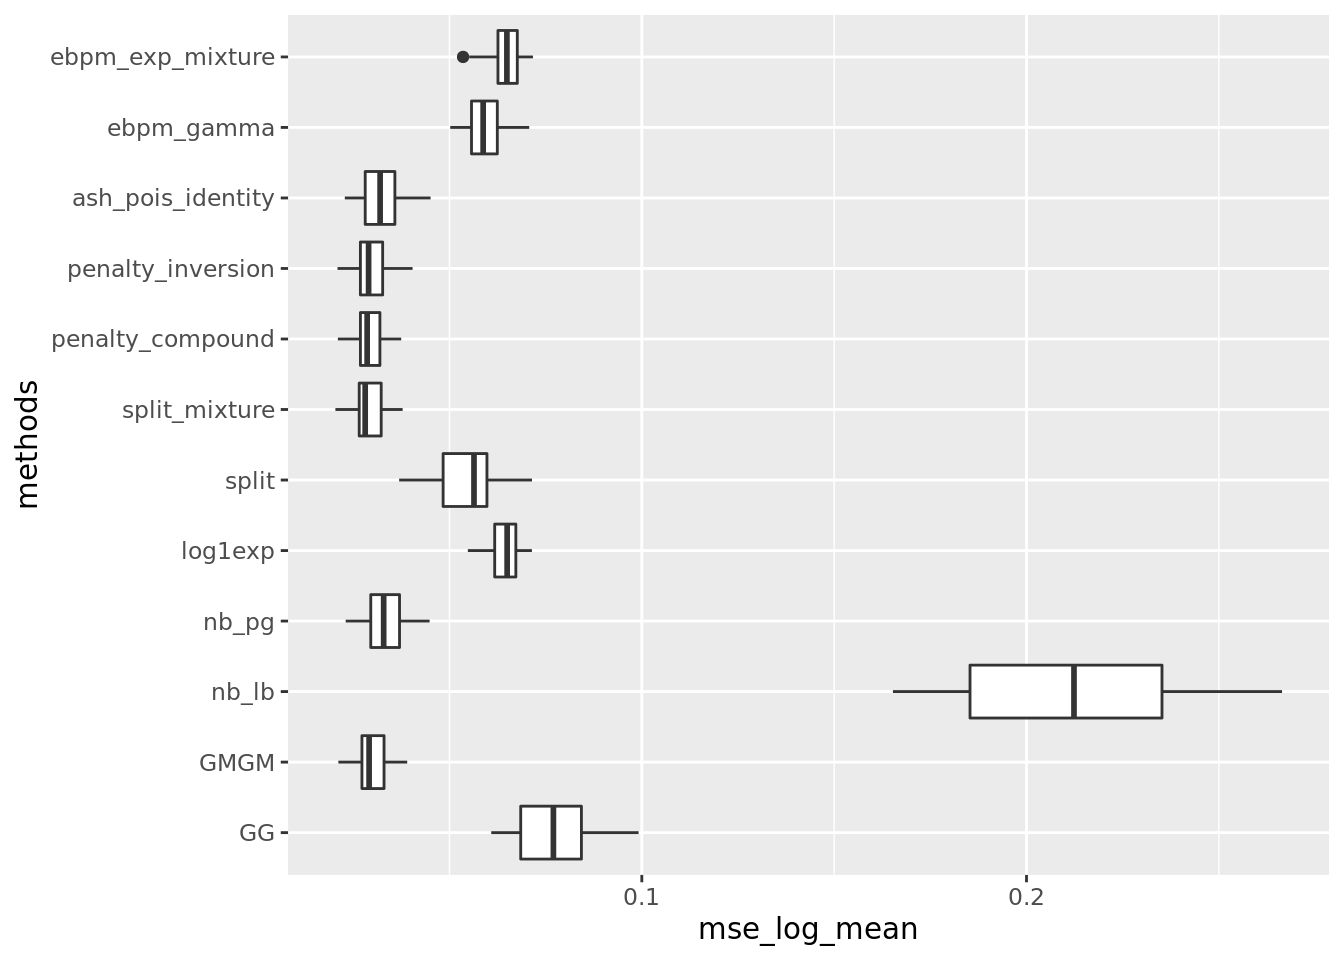 ebpm_exp_mixture
ebpm_gamma
ash_pois_identity
penalty_inversion
penalty_compound
split_mixture
split
log1exp
nb_pg
nb_lb
GMGM
GG
methods
0.1
0.2
mse_log_mean